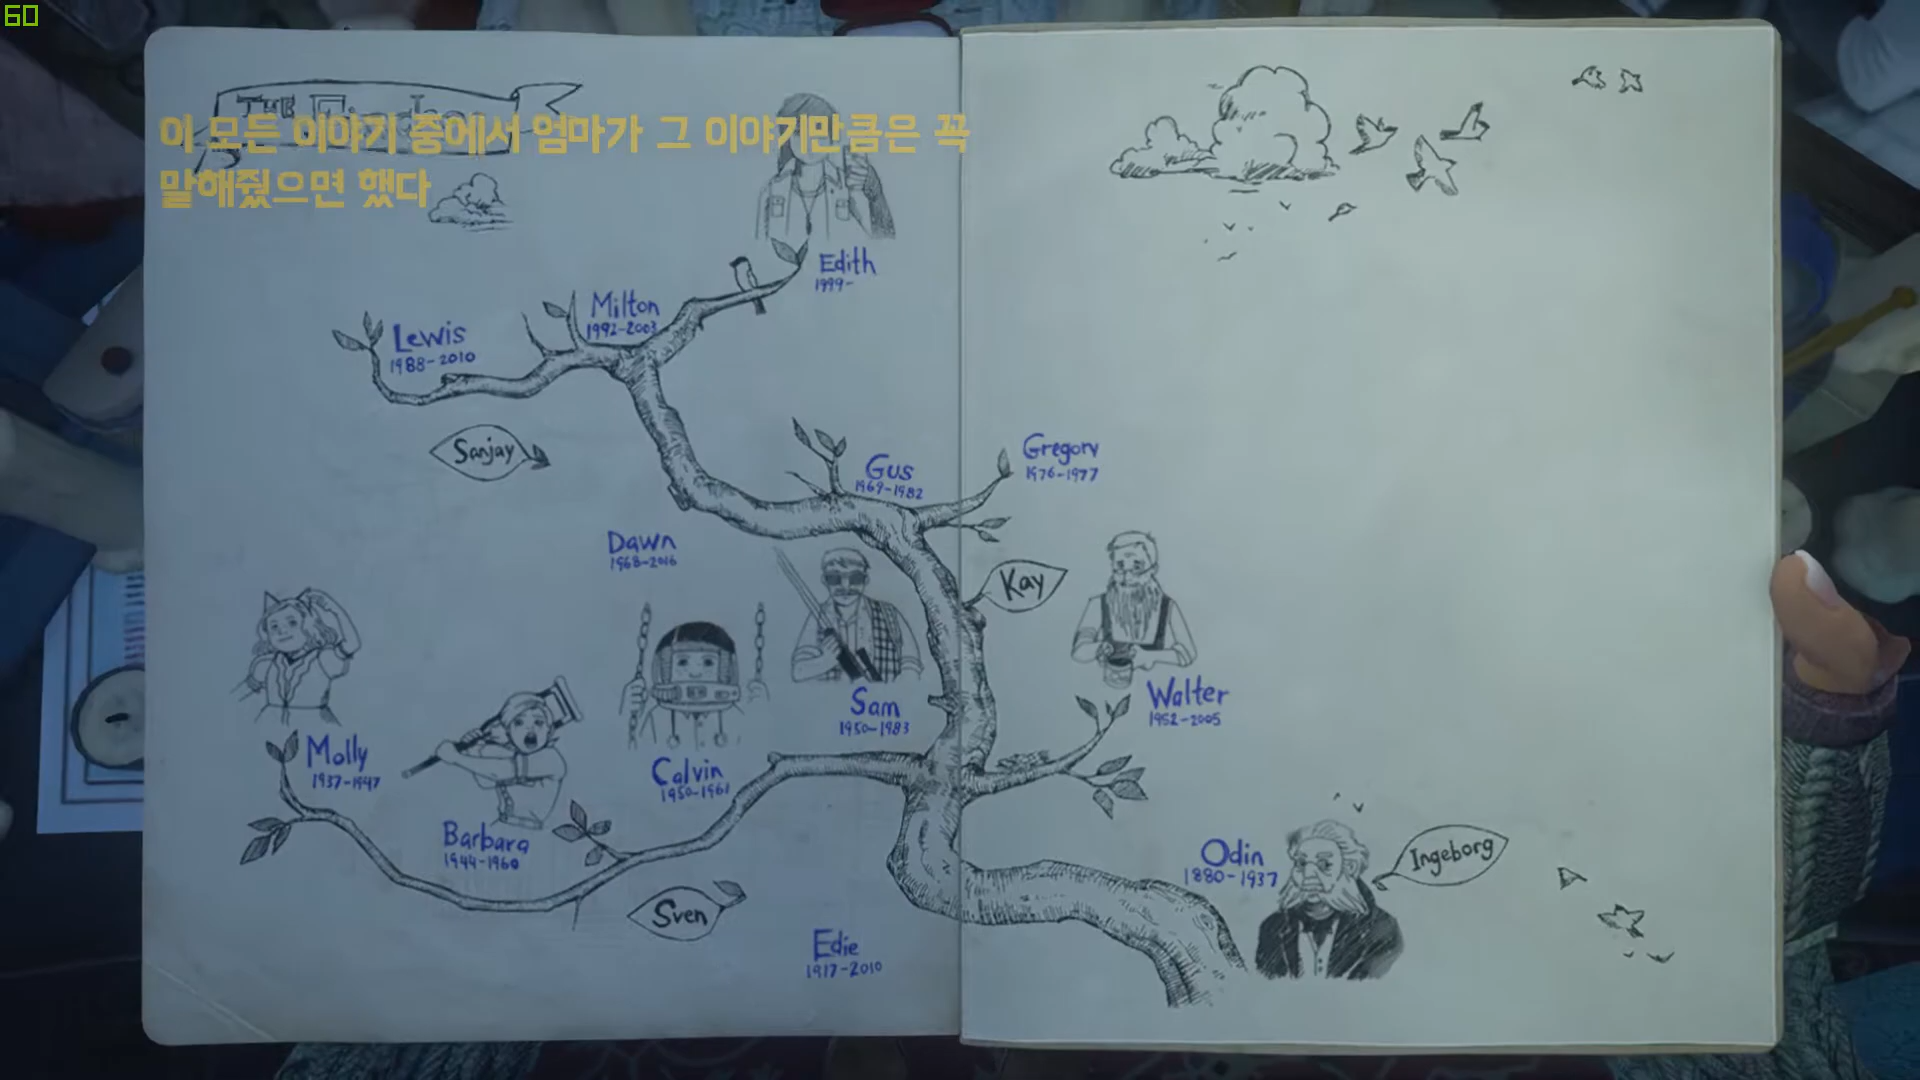 60
THE
이 모든 이야기 중에서 엄마가 그 이야기만큼은 꼭
말해줬으면 했다
Edith
1999-
Milton
1992-2003
Lewis
1988-2010
Sanjay
Gus
1969-1982
Gregory
1976-1977
Dawn
1968-2016
Kay
Sam
1950-1983
Walter
1952-2005
Molly
1937-1947
Calvin
1950-1961
Barbara
1944-1960
Sven
Odin
1880-1937
Ingeborg
Edie
1917-2010